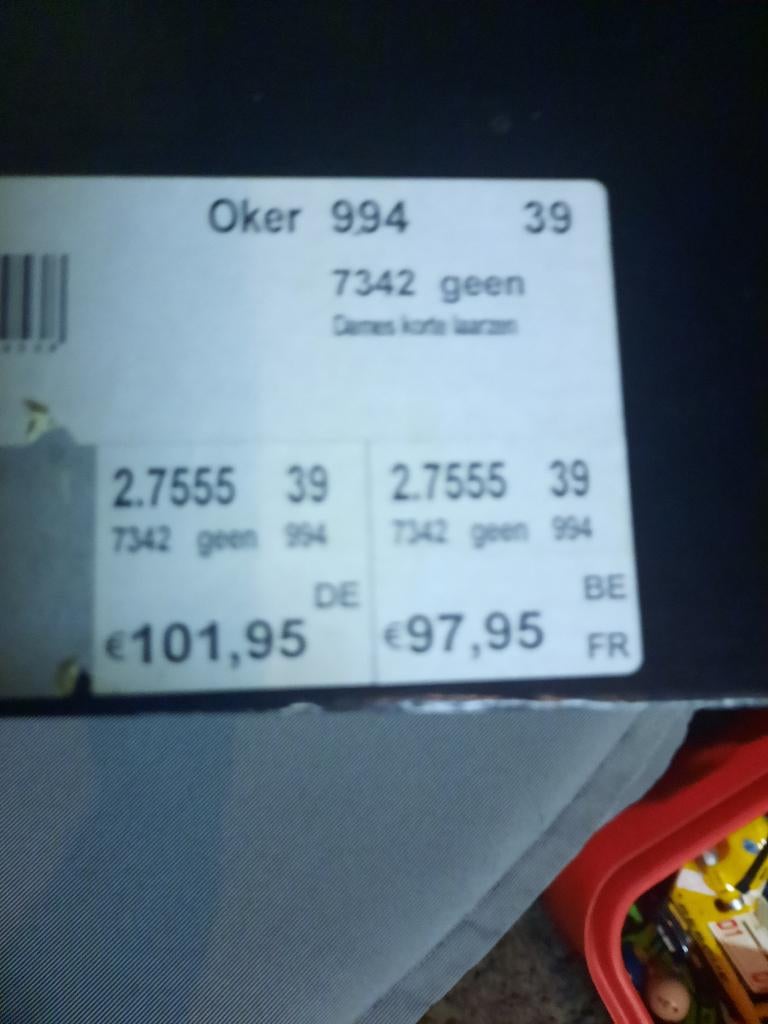 Oker 994 39
7342 geen
Dames korte laarzen
2.7555 39
7342 geen 994
DE
€101,95
2.7555 39
7342 geen 994
BE
€97,95
FR